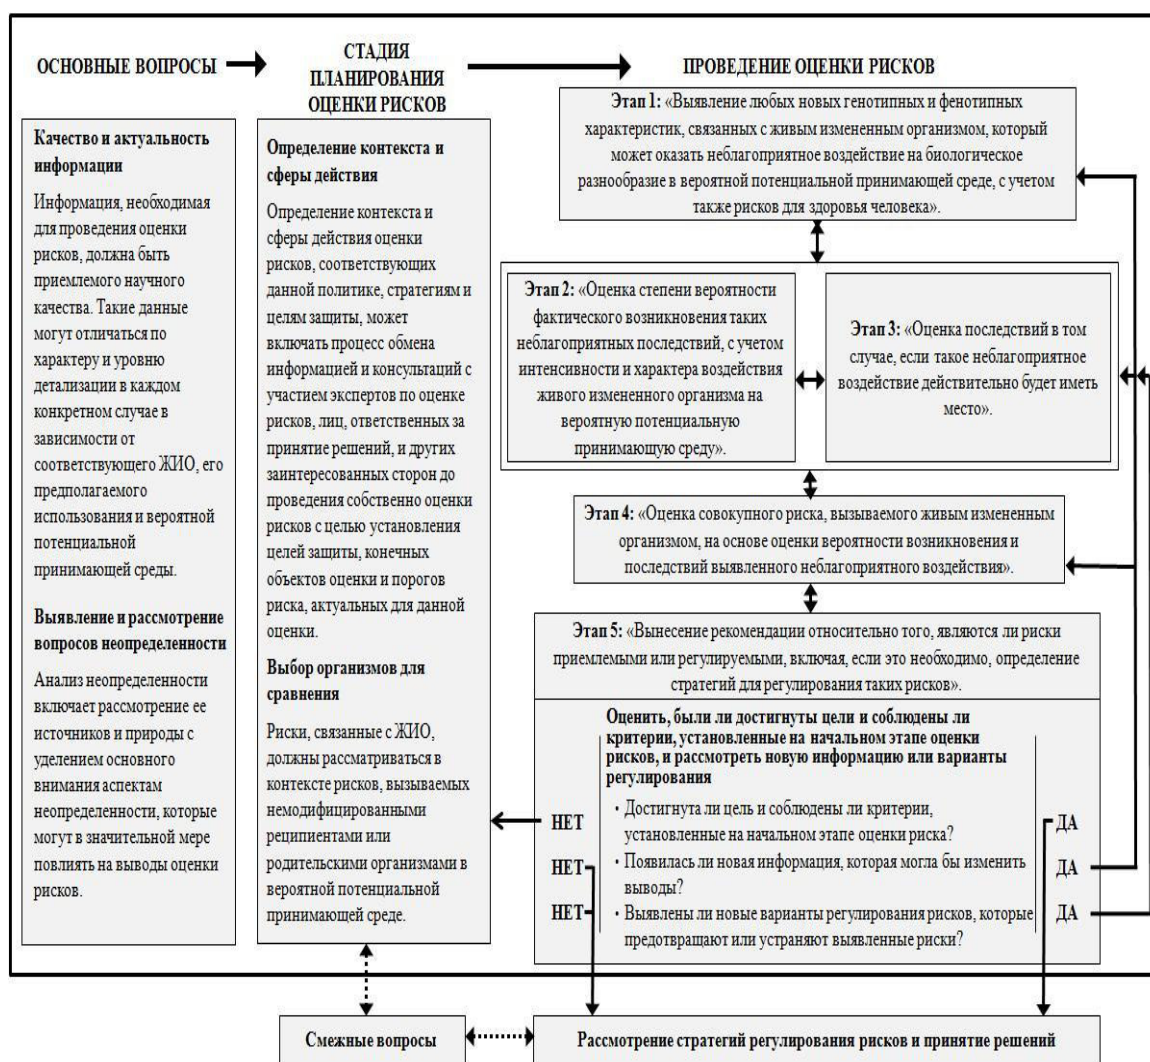 ОСНОВНЫЕ ВОПРОСЫ
СТАДИЯ
ПЛАНИРОВАНИЯ
ОЦЕНКИ РИСКОВ
ПРОВЕДЕНИЕ ОЦЕНКИ РИСКОВ
Качество и актуальность
информации
Информация, необходимая
для проведения оценки
рисков, должна быть
приемлемого научного
качества. Такие данные
могут отличаться по
характеру и уровню
детализации в каждом
конкретном случае в
зависимости от
соответствующего ЖИО, его
предполагаемого
использования и вероятной
потенциальной
принимающей среды.
Выявление и рассмотрение
вопросов неопределенности
Анализ неопределенности
включает рассмотрение ее
источников и природы с
уделением основного
внимания аспектам
неопределенности, которые
могут в значительной мере
повлиять на выводы оценки
рисков.
Определение контекста и
сферы действия
Определение контекста и
сферы действия оценки
рисков, соответствующих
данной политике, стратегиям и
целям защиты, может
включать процесс обмена
информацией и консультаций с
участием экспертов по оценке
рисков, лиц, ответственных за
принятие решений, и других
заинтересованных сторон до
проведения собственно оценки
рисков с целью установления
целей защиты, конечных
объектов оценки и порогов
риска, актуальных для данной
оценки.
Выбор организмов для
сравнения
Риски, связанные с ЖИО,
должны рассматриваться в
контексте рисков, вызываемых
немодифицированными
реципиентами или
родительскими организмами в
вероятной потенциальной
принимающей среде.
Этап 1: «Выявление любых новых генотипных и фенотипных
характеристик, связанных с живым измененным организмом, который
может оказать неблагоприятное воздействие на биологическое
разнообразие в вероятной потенциальной принимающей среде, с учетом
также рисков для здоровья человека».
Этап 2: «Оценка степени вероятности
фактического возникновения таких
неблагоприятных последствий, с учетом
интенсивности и характера воздействия
живого измененного организма на
вероятную потенциальную
принимающую среду».
Этап 3: «Оценка последствий в том
случае, если такое неблагоприятное
воздействие действительно будет иметь
место».
Этап 4: «Оценка совокупного риска, вызываемого живым измененным
организмом, на основе оценки вероятности возникновения и
последствий выявленного неблагоприятного воздействия».
Этап 5: «Вынесение рекомендации относительно того, являются ли риски
приемлемыми или регулируемыми, включая, если это необходимо, определение
стратегий для регулирования таких рисков».
Оценить, были ли достигнуты цели и соблюдены ли
критерии, установленные на начальном этапе оценки
рисков, и рассмотреть новую информацию или варианты
регулирования
НЕТ • Достигнута ли цель и соблюдены ли критерии, ДА
установленные на начальном этапе оценки риска?
НЕТ • Появилась ли новая информация, которая могла бы изменить ДА
выводы?
НЕТ • Выявлены ли новые варианты регулирования рисков, которые ДА
предотвращают или устраняют выявленные риски?
Смежные вопросы
Рассмотрение стратегий регулирования рисков и принятие решений